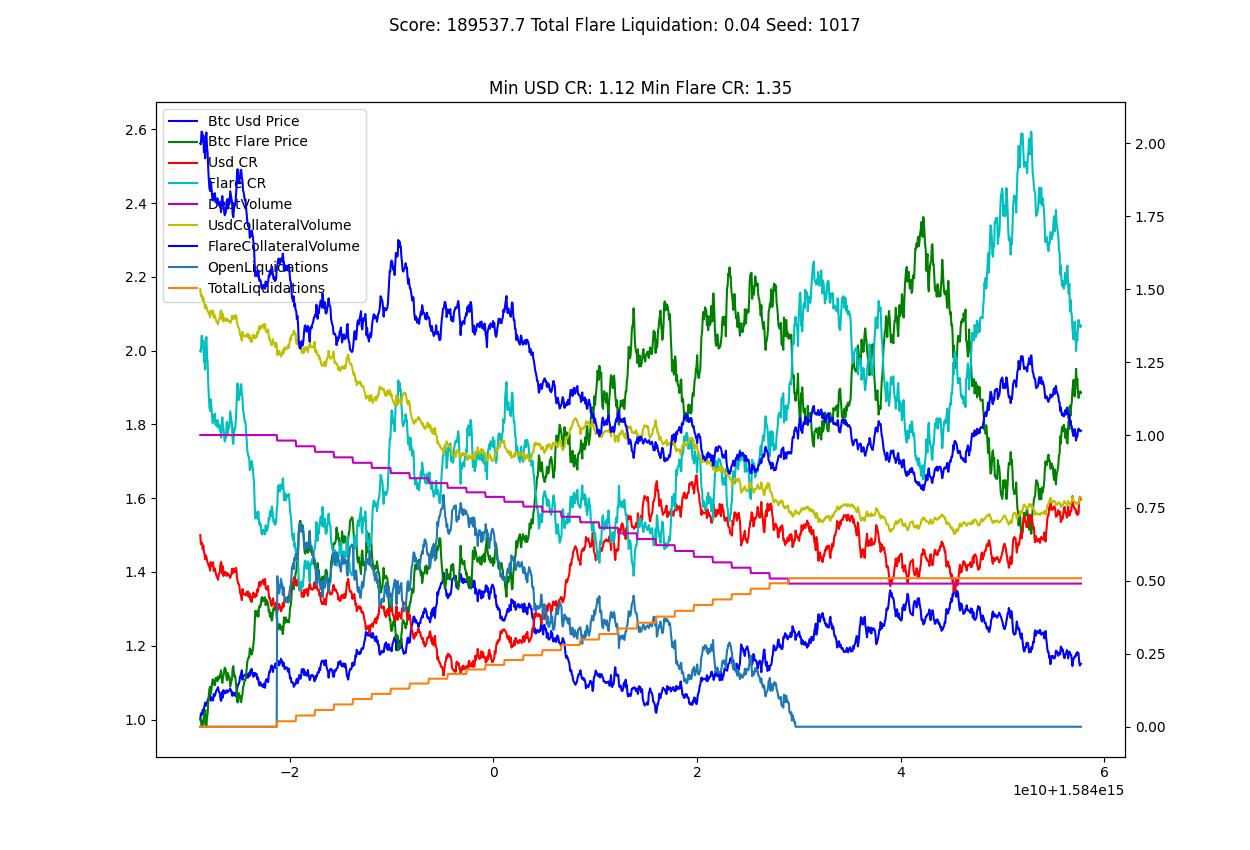 Score: 189537.7 Total Flare Liquidation: 0.04 Seed: 1017
Min USD CR: 1.12 Min Flare CR: 1.35
Btc Usd Price
Btc Flare Price
Usd CR
Flare CR
DebtVolume
UsdCollateralVolume
FlareCollateralVolume
OpenLiquidations
TotalLiquidations
2.6
2.4
2.2
2.0
1.8
1.6
1.4
1.2
1.0
2.00
1.75
1.50
1.25
1.00
0.75
0.50
0.25
0.00
−2
0
2
4
6
1e10+1.584e15